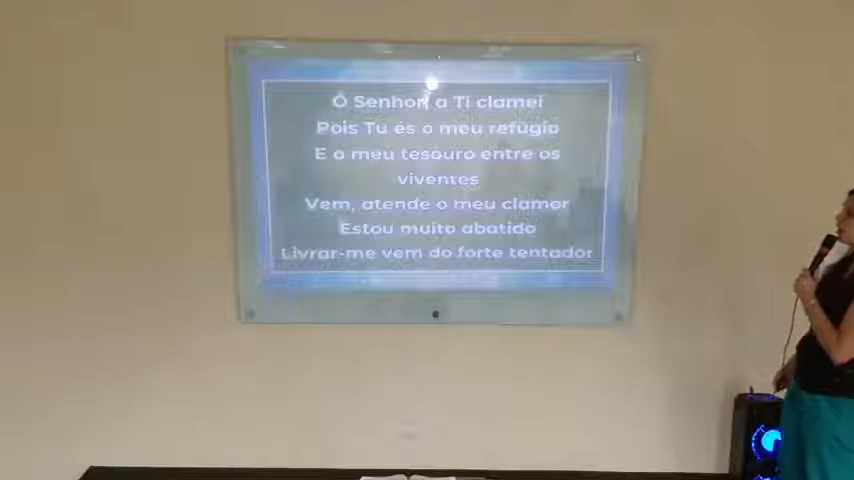 Ó Senhor, a Ti clamei
Pois Tu és o meu refúgio
E o meu tesouro entre os
viventes
Vem, atende o meu clamor
Estou muito abatido
Livrar-me vem do forte tentador